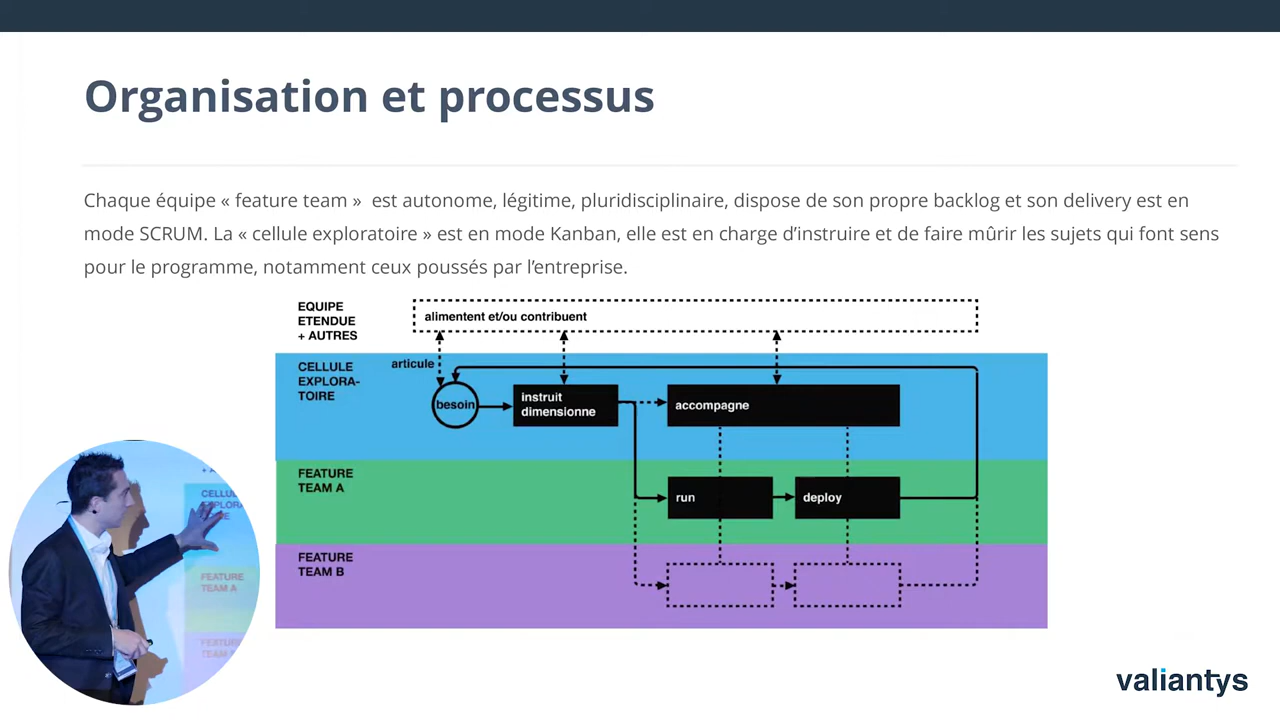 Organisation et processus
Chaque équipe « feature team »  est autonome, légitime, pluridisciplinaire, dispose de son propre backlog et son delivery est en
mode SCRUM. La « cellule exploratoire » est en mode Kanban, elle est en charge d’instruire et de faire mûrir les sujets qui font sens
pour le programme, notamment ceux poussés par l’entreprise.
EQUIPE
ETENDUE
+ AUTRES
alimentent et/ou contribuent
articule
CELLULE
EXPLORA-
TOIRE
besoin
instruit
dimensionne
accompagne
FEATURE
TEAM A
run
deploy
FEATURE
TEAM B
FEATURE
TEAM A
valiantys